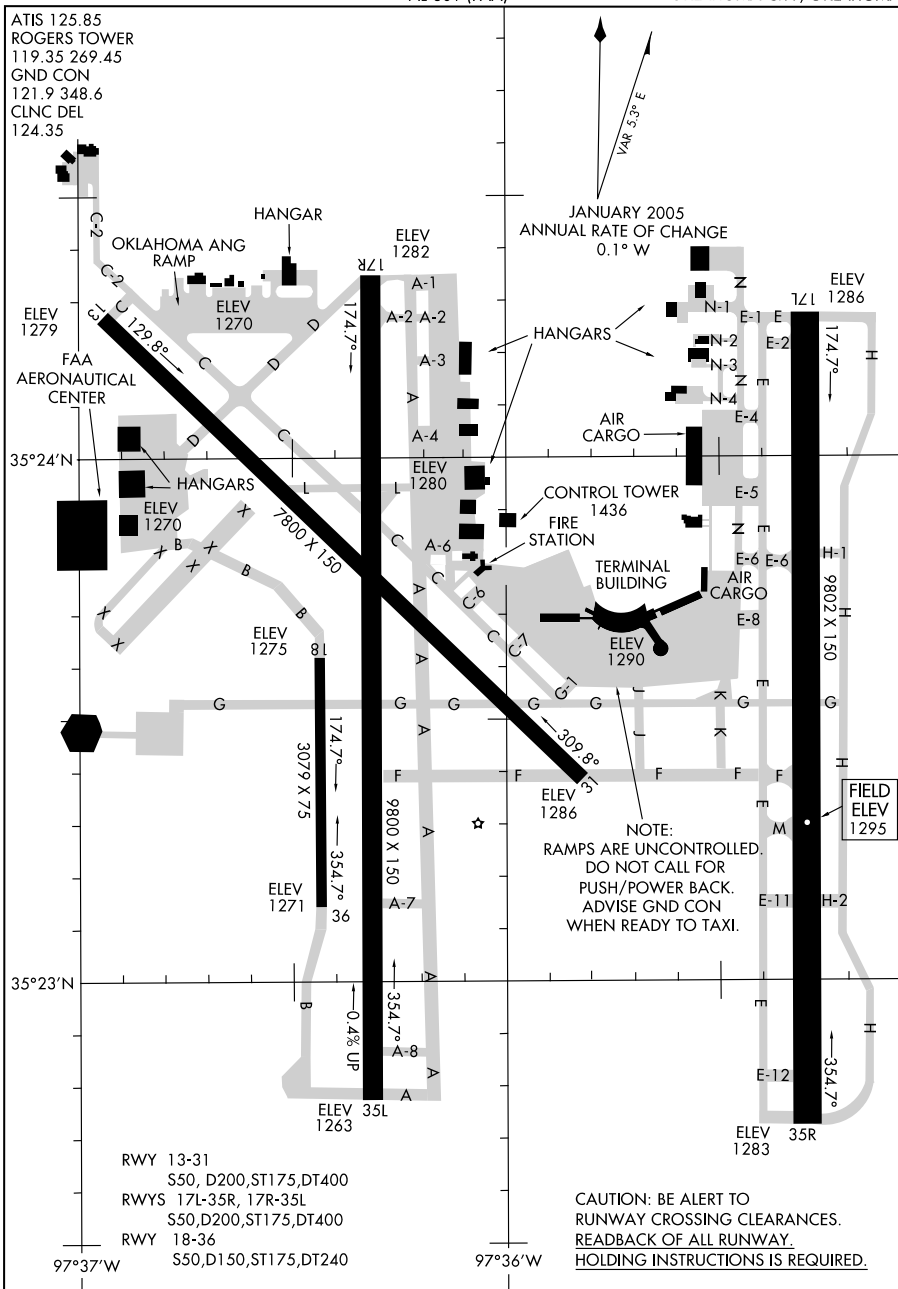 ATIS 125.85
ROGERS TOWER
119.35 269.45
GND CON
121.9 348.6
CLNC DEL
124.35
VAR 5.3° E
JANUARY 2005
ANNUAL RATE OF CHANGE
0.1° W
HANGAR
OKLAHOMA ANG
RAMP
ELEV
1282
17R
ELEV
1286
17L
C-2
C-2
C
ELEV
1279
13
129.8°
ELEV
1270
D
D
C
174.7°
A-1
A-2
A-2
A-3
A
A-4
HANGARS
N
N-1
N-2
N-3
N
N-4
E-1
E
E-2
E
E-4
H
174.7°
FAA
AERONAUTICAL
CENTER
AIR
CARGO
35°24'N
D
C
HANGARS
ELEV
1270
L
L
ELEV
1280
CONTROL TOWER
1436
FIRE
STATION
E-5
N
E
7800 X 150
X
X
X
B
B
B
X
X
C
A-6
A
C
C-6
C
C-7
TERMINAL
BUILDING
AIR
CARGO
E-6
E-6
H-1
9802 X 150
H
E-8
ELEV
1275
18
A
ELEV
1290
G-1
E
J
J
K
K
G
G
G
G
G
G
G
G
A
309.8°
174.7°
3079 X 75
354.7°
F
F
31
ELEV
1286
F
F
F
H
E
M
FIELD
ELEV
1295
9800 X 150
A
NOTE:
RAMPS ARE UNCONTROLLED.
DO NOT CALL FOR
PUSH/POWER BACK.
ADVISE GND CON
WHEN READY TO TAXI.
ELEV
1271
36
A-7
E-11
H-2
A
35°23'N
B
0.4% UP
354.7°
E
H
A-8
A
E-12
354.7°
A
ELEV
1263
35L
ELEV
1283
35R
RWY 13-31
S50, D200,ST175,DT400
RWYS 17L-35R, 17R-35L
S50,D200,ST175,DT400
RWY 18-36
S50,D150,ST175,DT240
CAUTION: BE ALERT TO
RUNWAY CROSSING CLEARANCES.
READBACK OF ALL RUNWAY.
HOLDING INSTRUCTIONS IS REQUIRED.
97°37'W
97°36'W